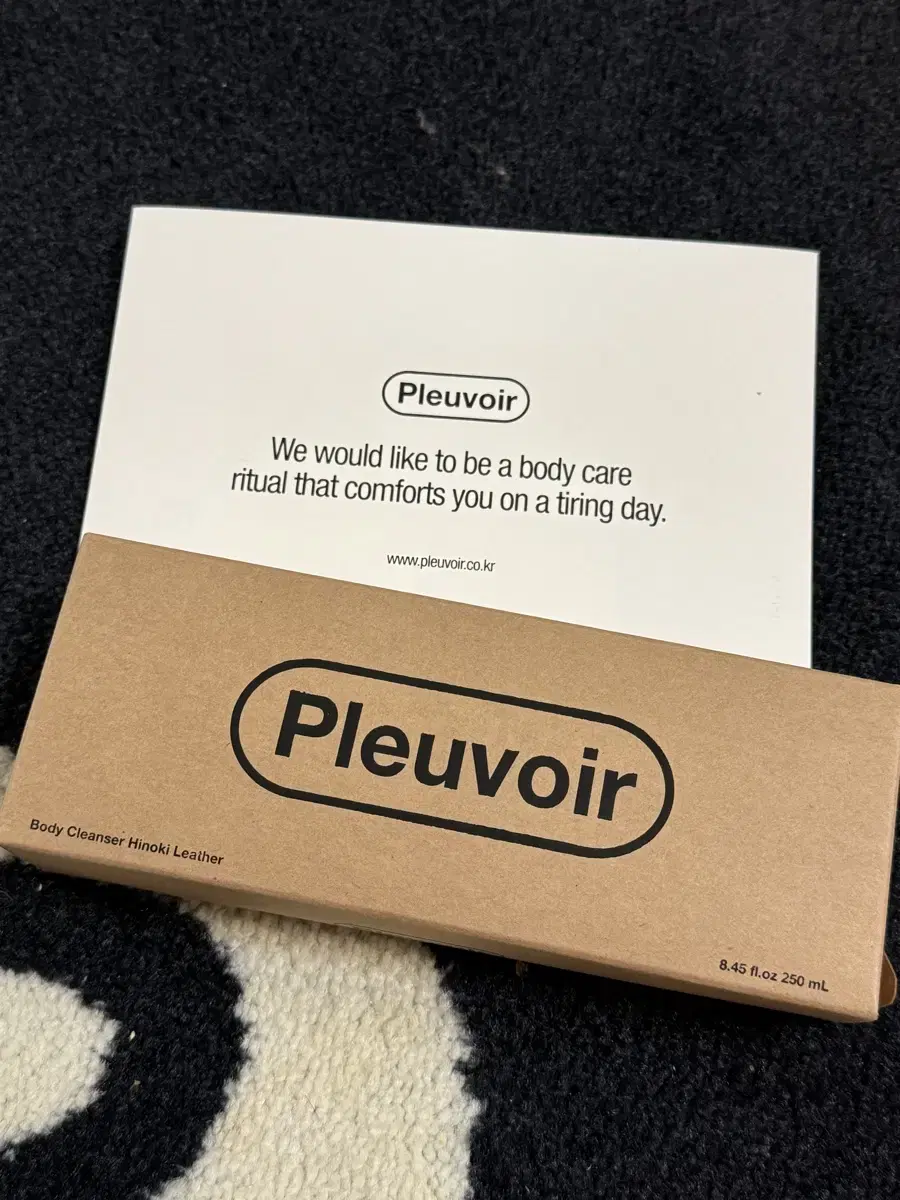 Pleuvoir
We would like to be a body care
ritual that comforts you on a tiring day.
www.pleuvoir.co.kr
Pleuvoir
Body Cleanser Hinoki Leather
8.45 fl.oz 250 mL